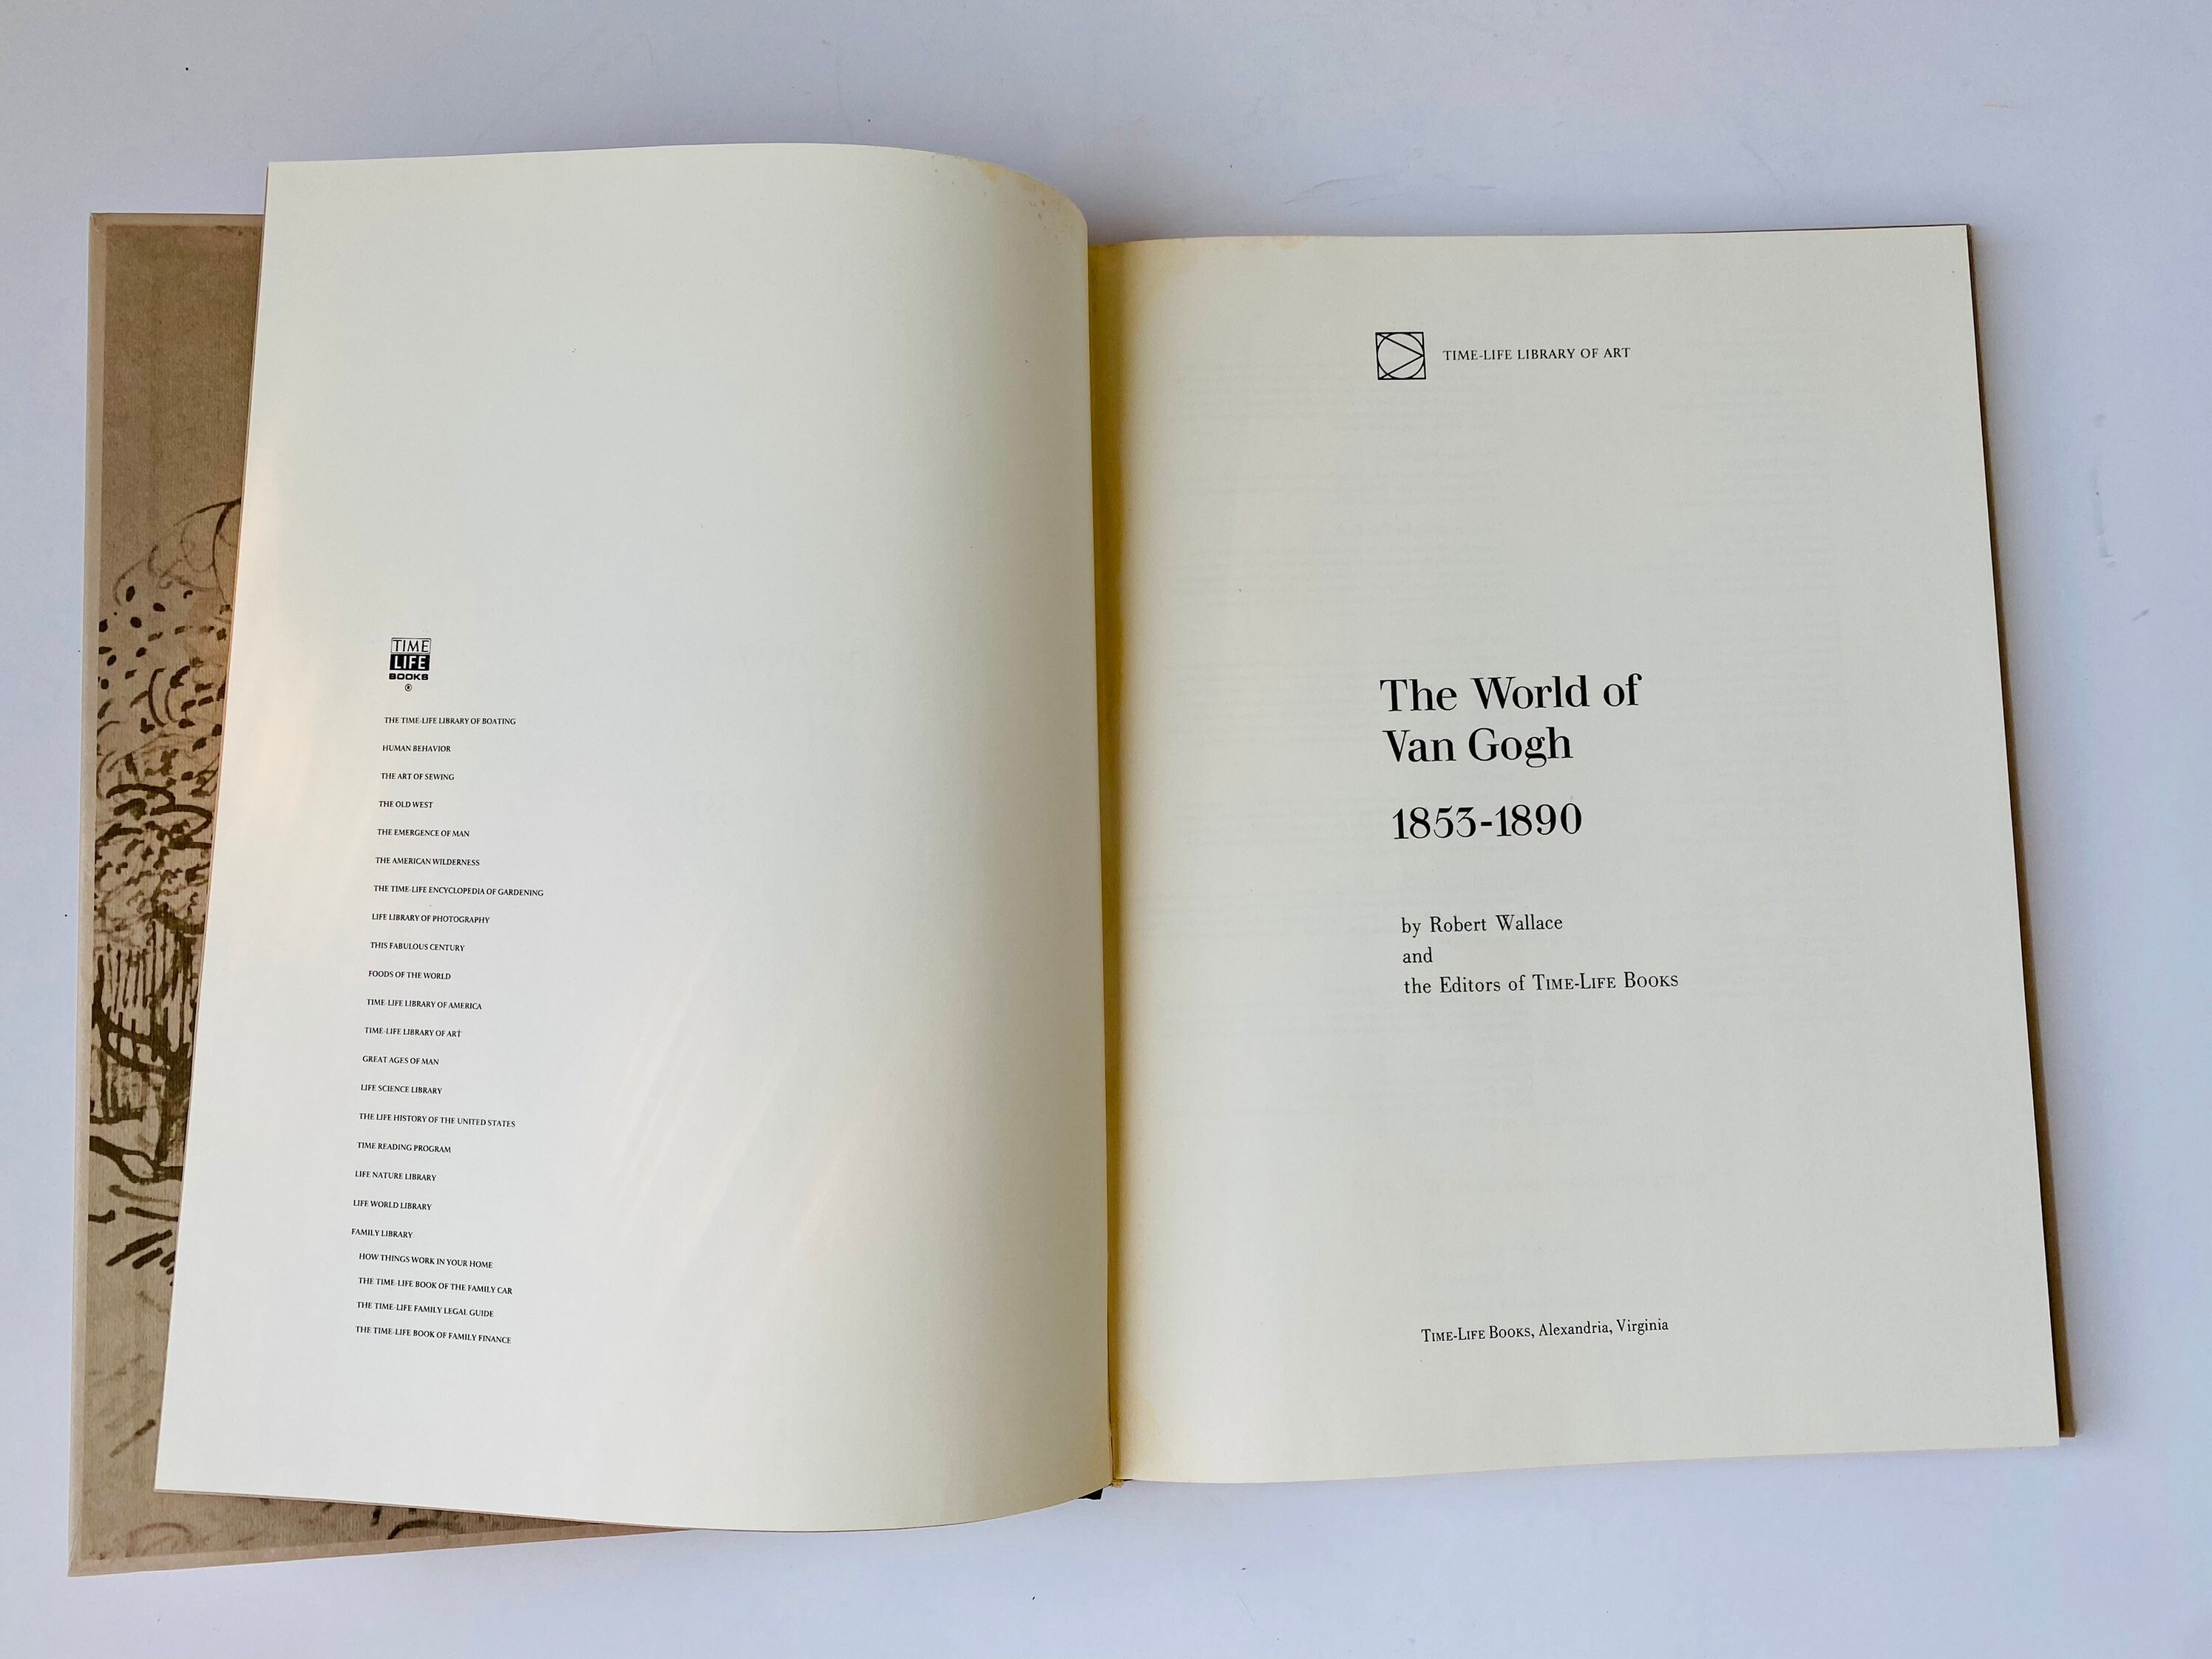 TIME
LIFE
BOOKS
®
THE TIME-LIFE LIBRARY OF BOATING
HUMAN BEHAVIOR
THE ART OF SEWING
THE OLD WEST
THE EMERGENCE OF MAN
THE AMERICAN WILDERNESS
THE TIME-LIFE ENCYCLOPEDIA OF GARDENING
LIFE LIBRARY OF PHOTOGRAPHY
THIS FABULOUS CENTURY
FOODS OF THE WORLD
TIME-LIFE LIBRARY OF AMERICA
TIME-LIFE LIBRARY OF ART
GREAT AGES OF MAN
LIFE SCIENCE LIBRARY
THE LIFE HISTORY OF THE UNITED STATES
TIME READING PROGRAM
LIFE NATURE LIBRARY
LIFE WORLD LIBRARY
FAMILY LIBRARY
HOW THINGS WORK IN YOUR HOME
THE TIME-LIFE BOOK OF THE FAMILY CAR
THE TIME-LIFE FAMILY LEGAL GUIDE
THE TIME-LIFE BOOK OF FAMILY FINANCE
TIME-LIFE LIBRARY OF ART
The World of
Van Gogh
1853-1890
by Robert Wallace
and
the Editors of TIME-LIFE BOOKS
TIME-LIFE BOOKS, Alexandria, Virginia